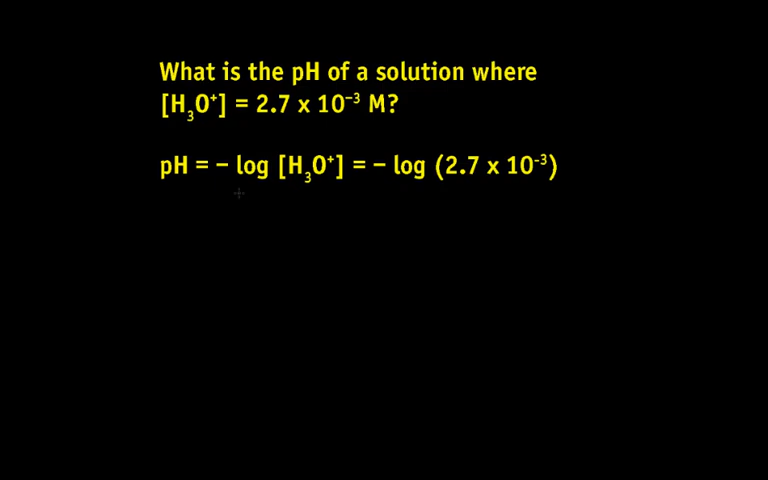 What is the pH of a solution where
[H₃O⁺] = 2.7 x 10⁻³ M?
pH = − log [H₃O⁺] = − log (2.7 x 10⁻³)